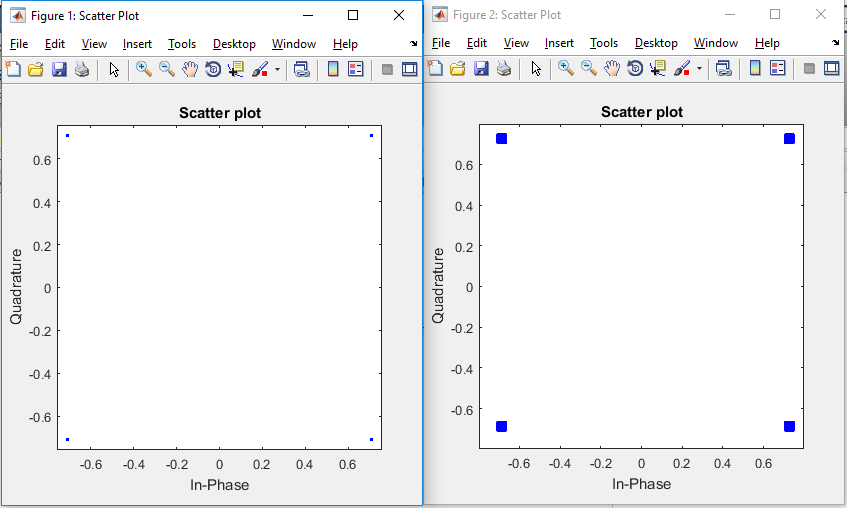 Figure 1: Scatter Plot
File Edit View Insert Tools Desktop Window Help
Scatter plot
0.6
0.4
0.2
0
-0.2
-0.4
-0.6
Quadrature
-0.6 -0.4 -0.2 0 0.2 0.4 0.6
In-Phase
Figure 2: Scatter Plot
File Edit View Insert Tools Desktop Window Help
Scatter plot
0.6
0.4
0.2
0
-0.2
-0.4
-0.6
Quadrature
-0.6 -0.4 -0.2 0 0.2 0.4 0.6
In-Phase